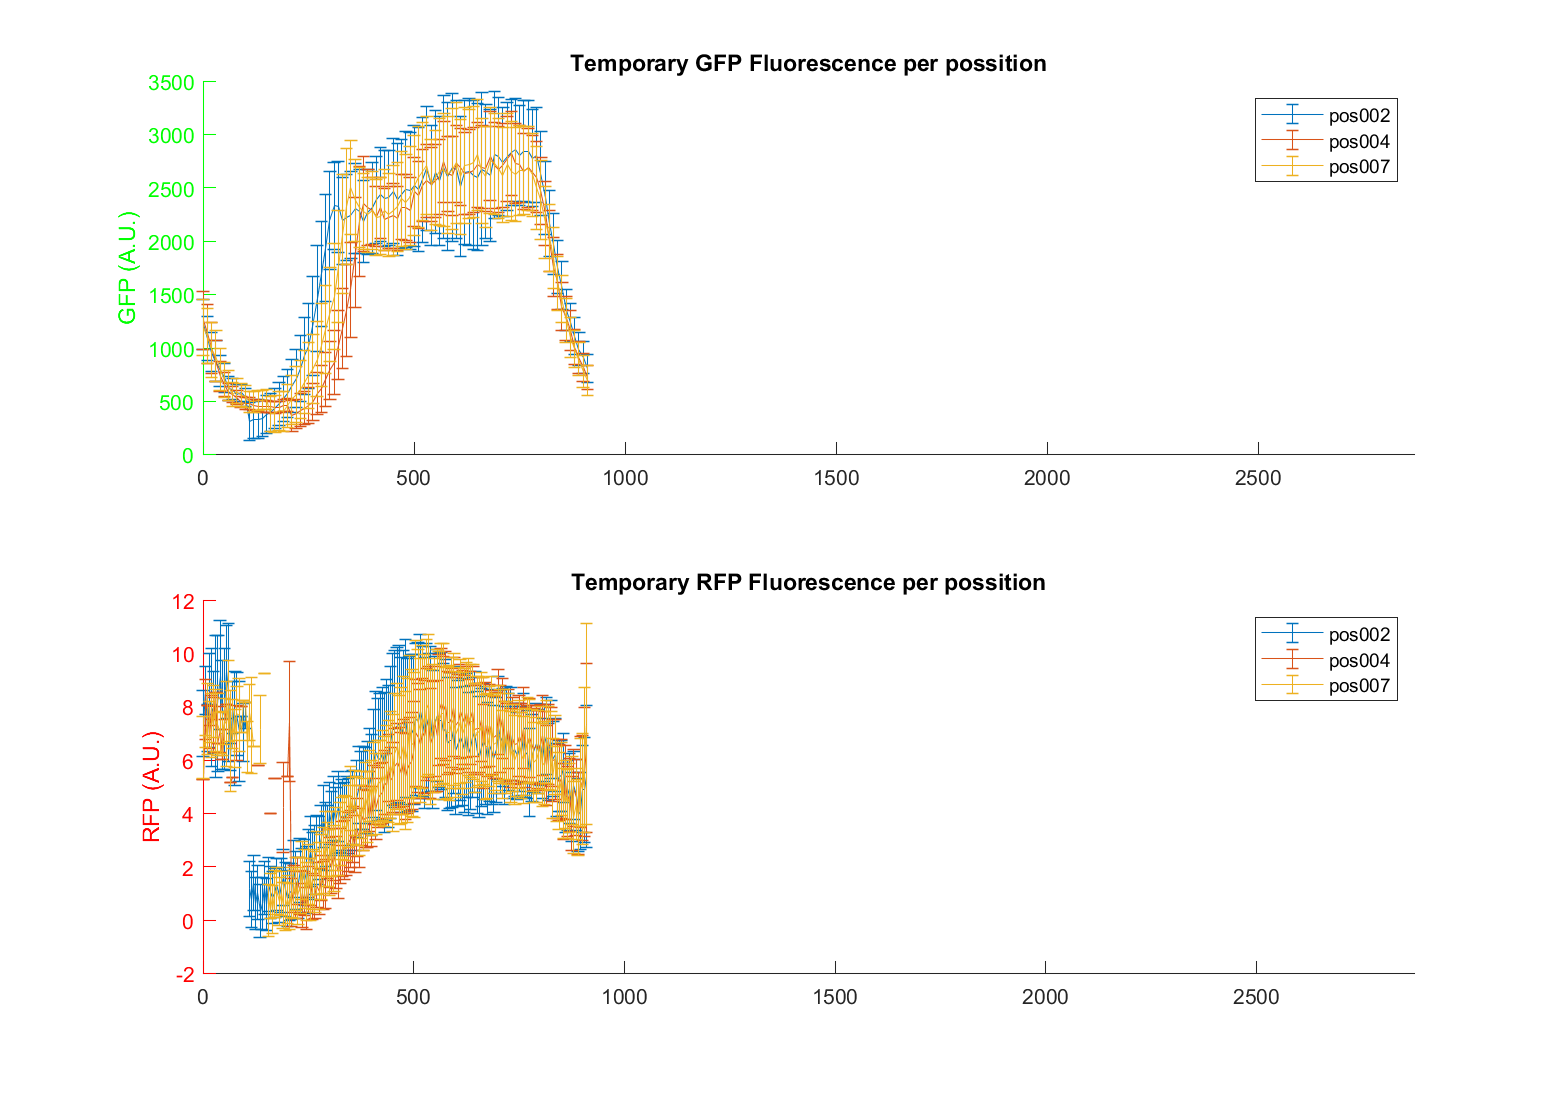 Temporary GFP Fluorescence per possition
3500
3000
2500
2000
1500
1000
500
0
GFP (A.U.)
0 500 1000 1500 2000 2500
pos002
pos004
pos007
Temporary RFP Fluorescence per possition
12
10
8
6
4
2
0
-2
RFP (A.U.)
0 500 1000 1500 2000 2500
pos002
pos004
pos007